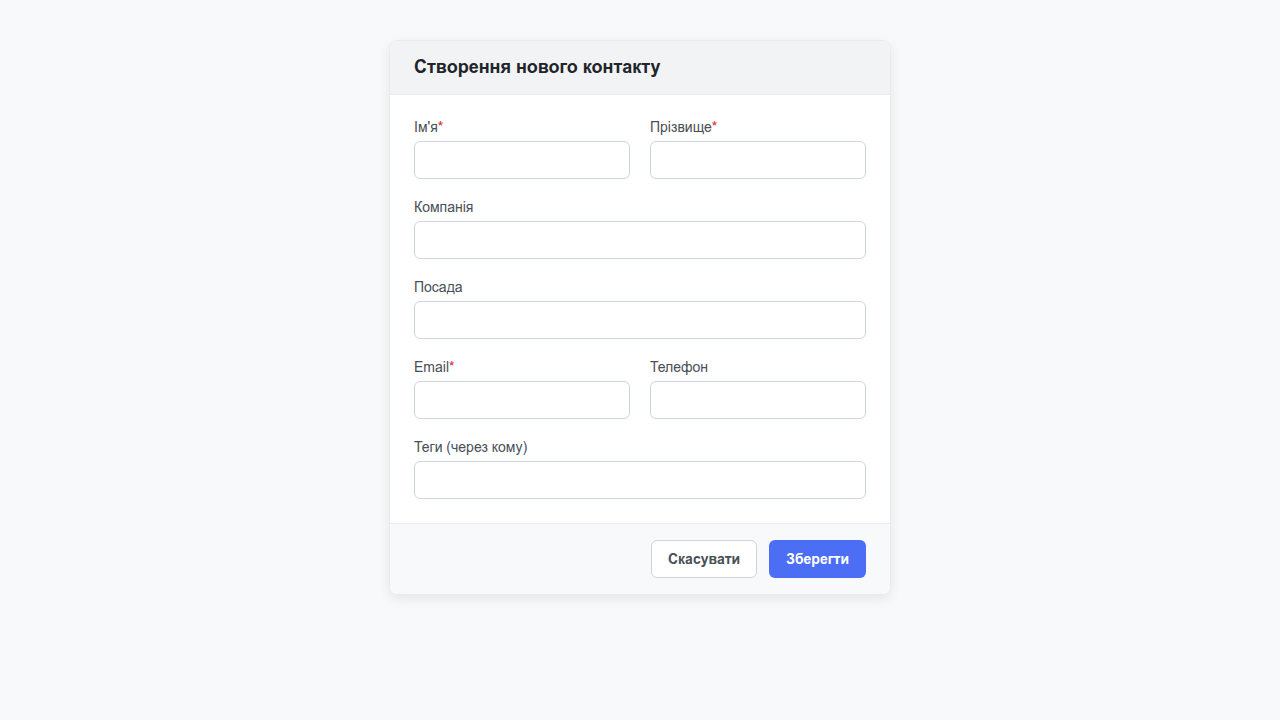 Створення нового контакту
Ім'я* Прізвище*
Компанія
Посада
Email* Телефон
Теги (через кому)
Скасувати Зберегти